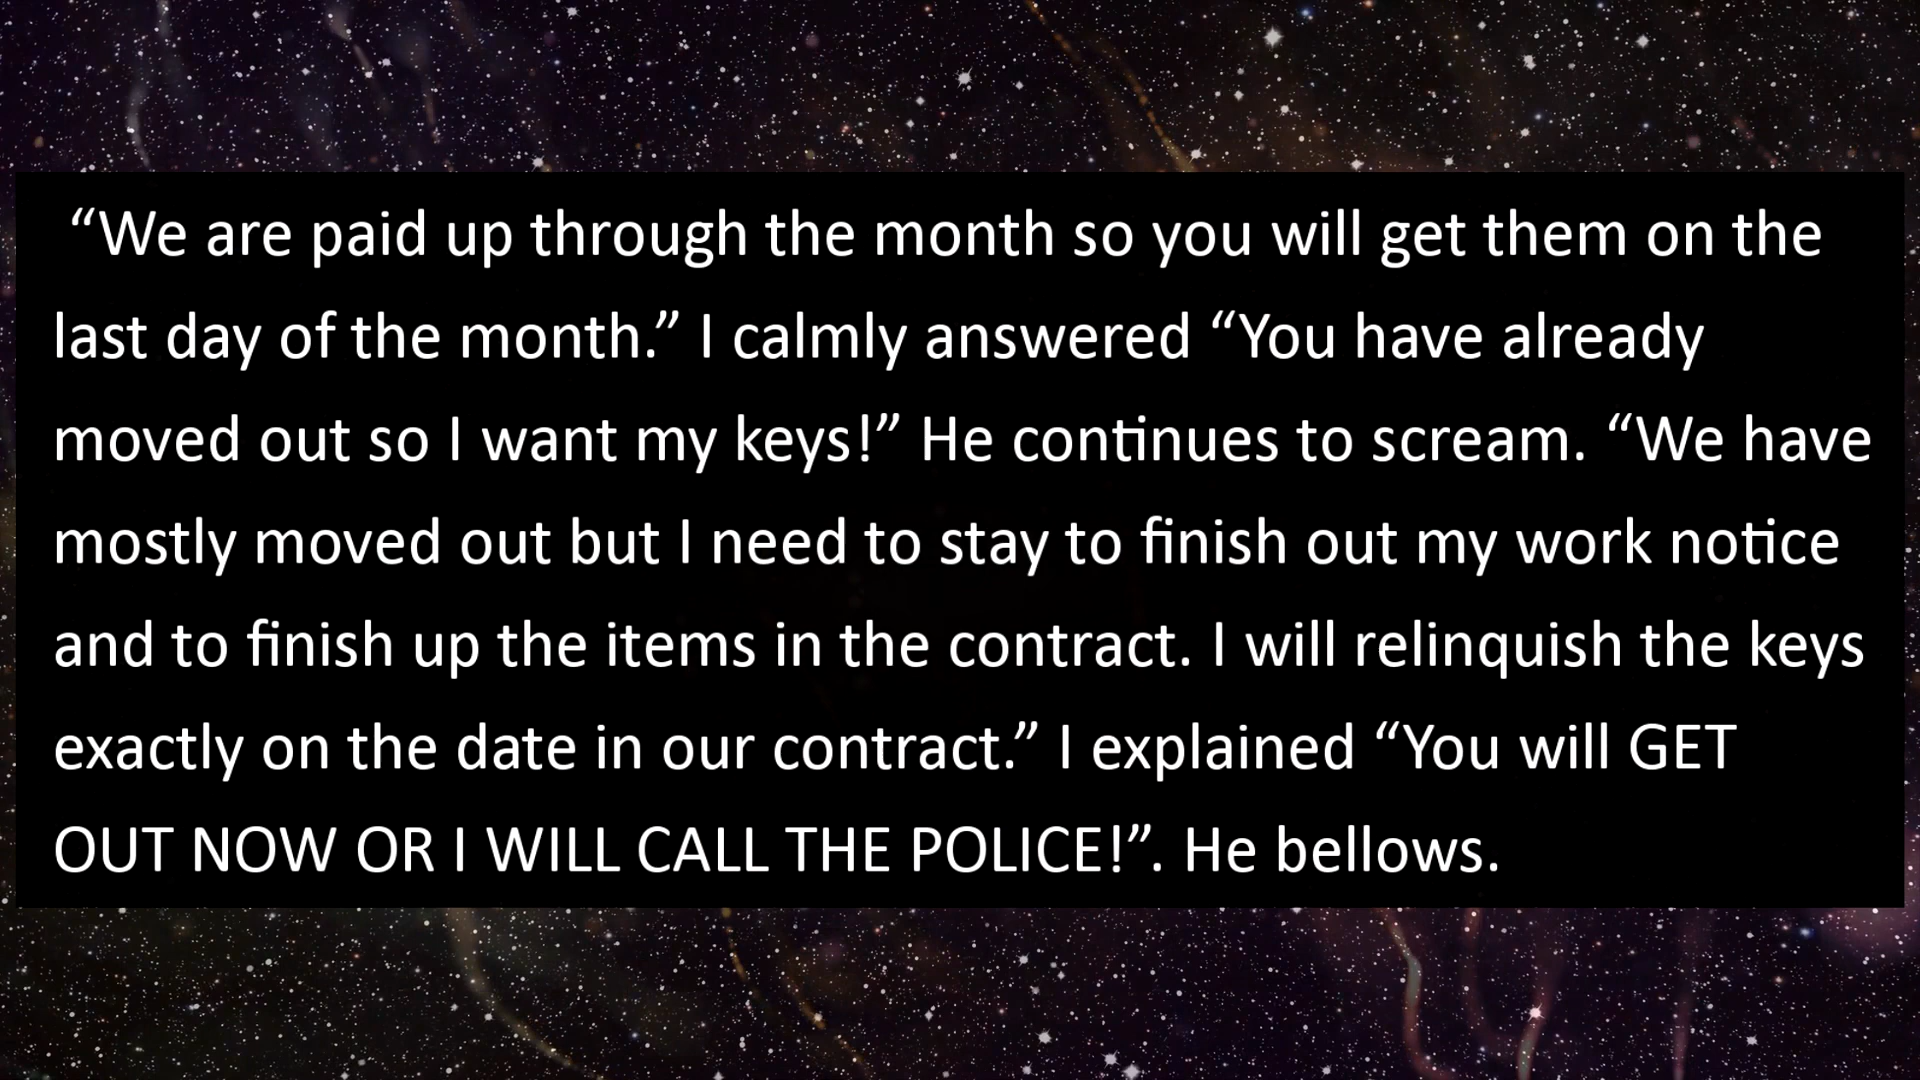 “We are paid up through the month so you will get them on the
last day of the month.” I calmly answered “You have already
moved out so I want my keys!” He continues to scream. “We have
mostly moved out but I need to stay to finish out my work notice
and to finish up the items in the contract. I will relinquish the keys
exactly on the date in our contract.” I explained “You will GET
OUT NOW OR I WILL CALL THE POLICE!”. He bellows.